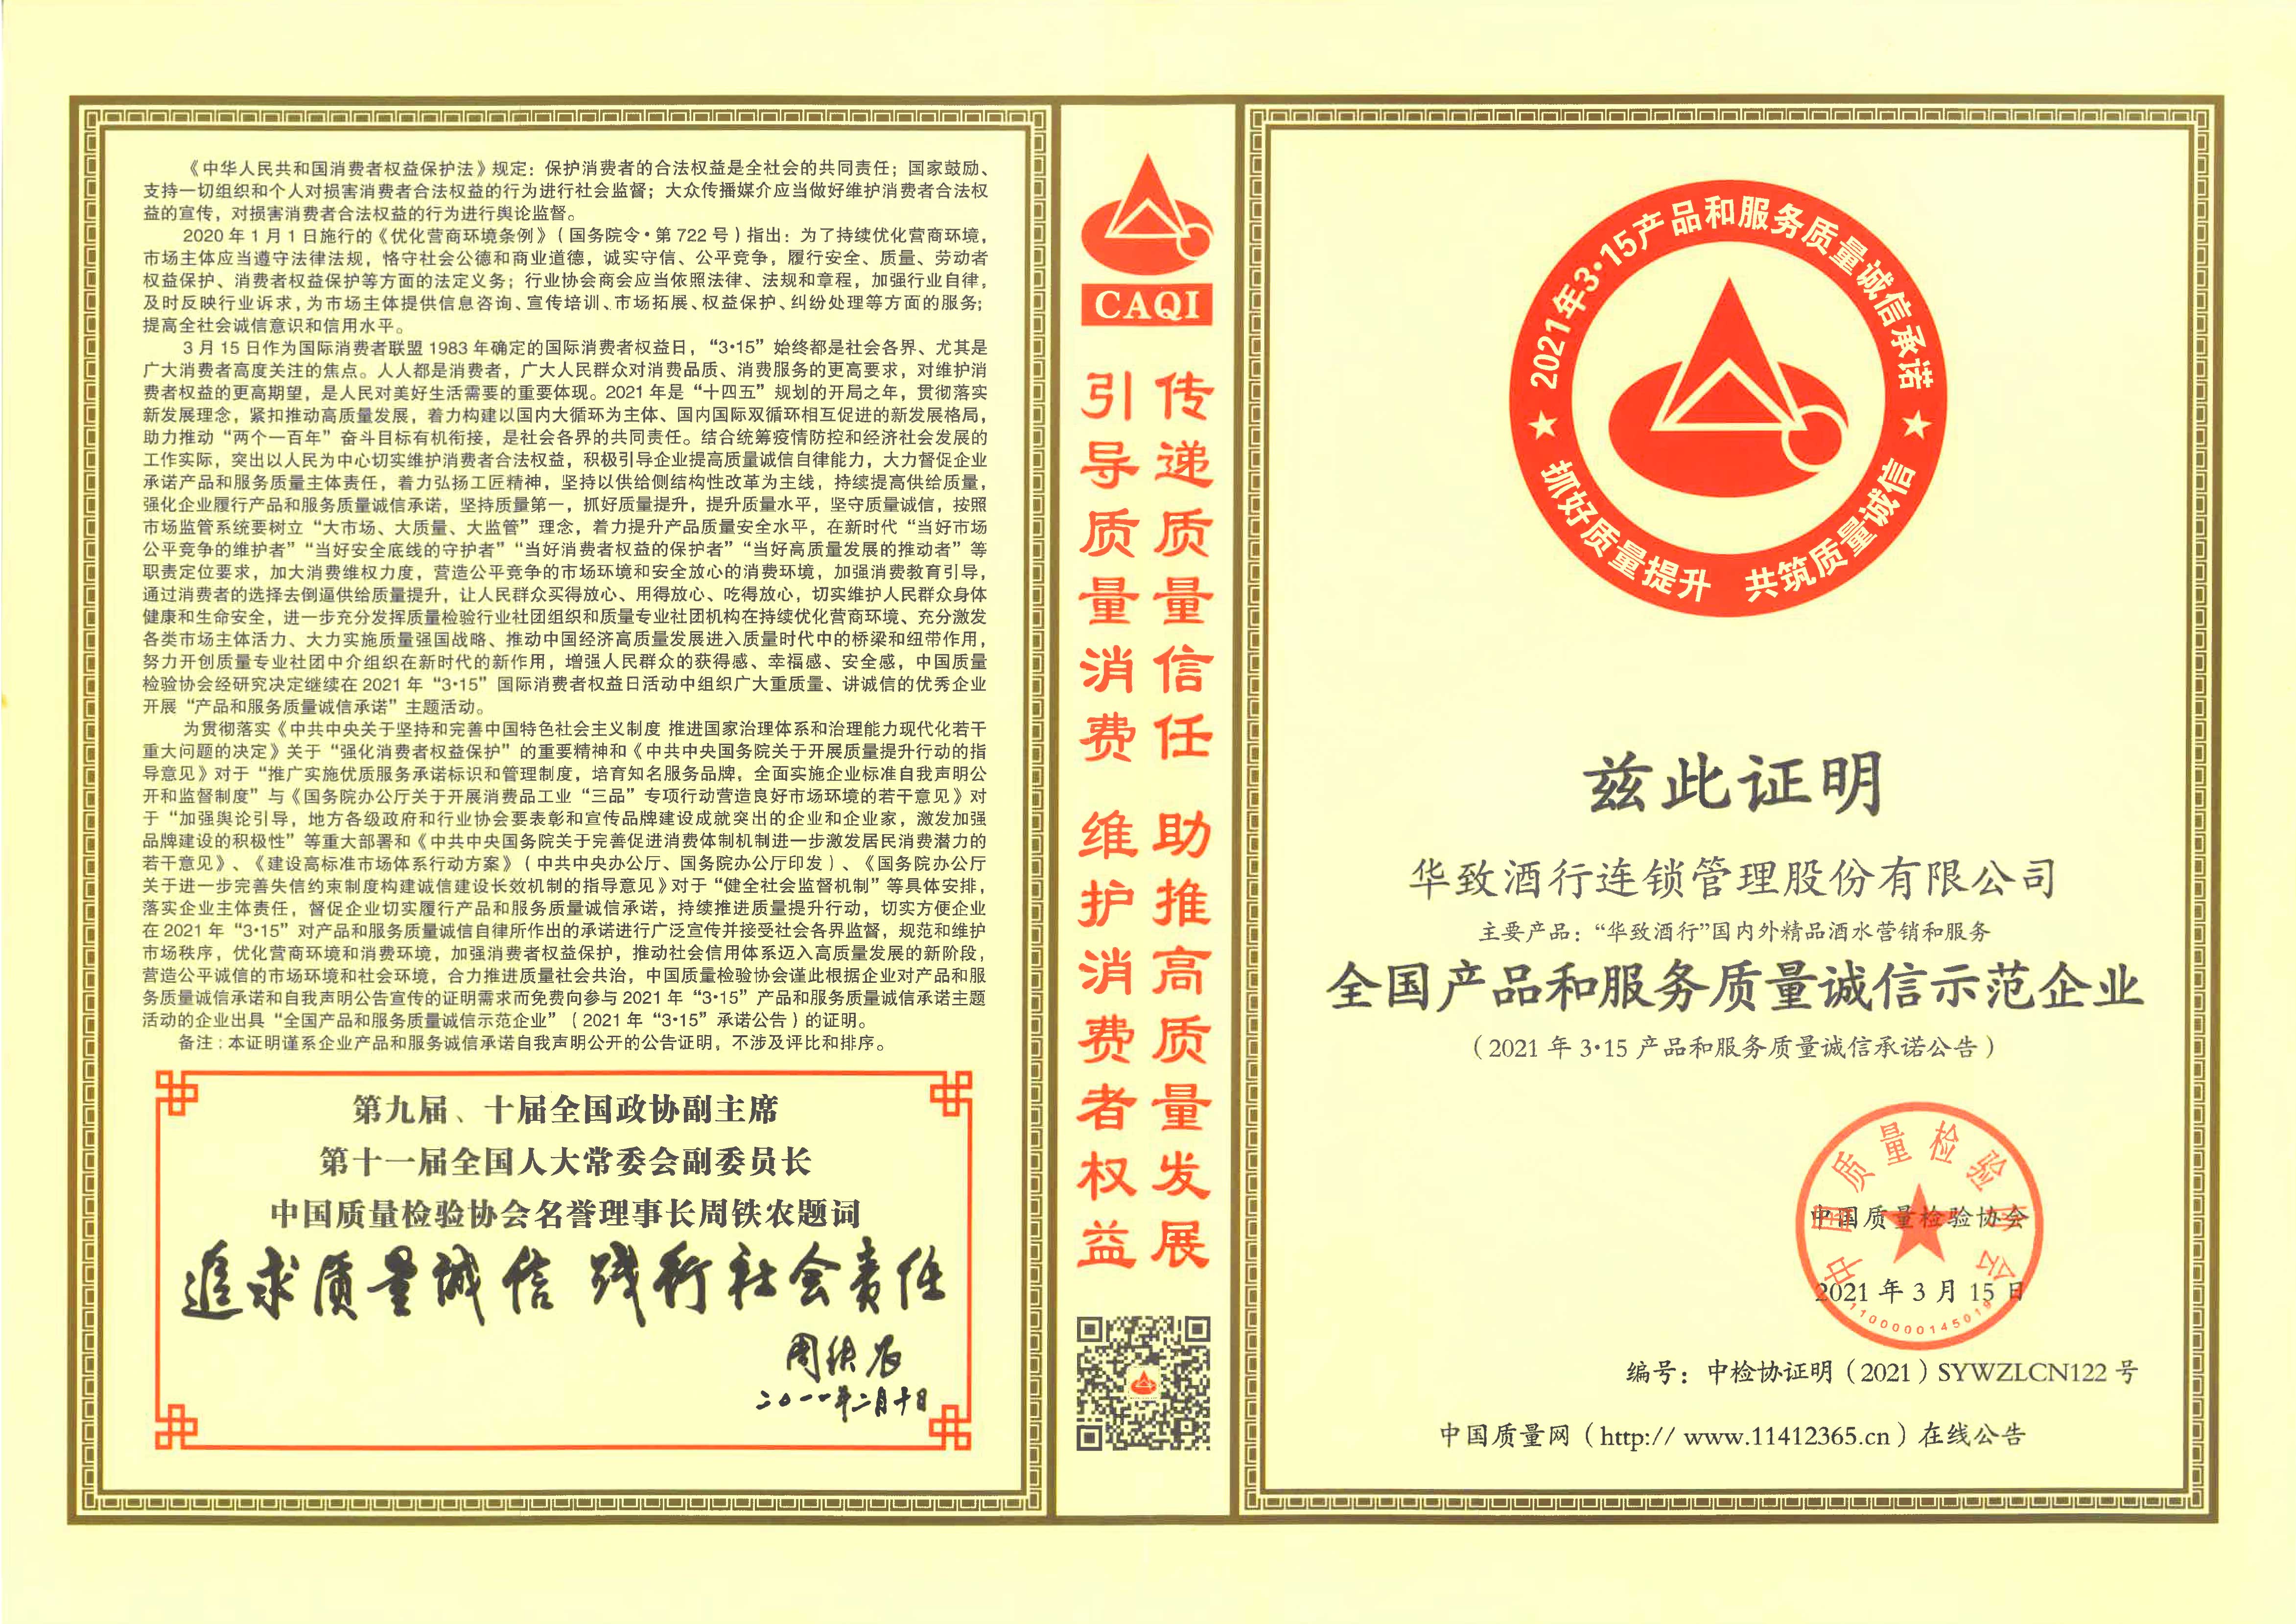 《中华人民共和国消费者权益保护法》规定：保护消费者的合法权益是全社会的共同责任；国家鼓励、
支持一切组织和个人对损害消费者合法权益的行为进行社会监督；大众传播媒介应当做好维护消费者合法权
益的宣传，对损害消费者合法权益的行为进行舆论监督。
2020年1月1日施行的《优化营商环境条例》（国务院令·第722号）指出：为了持续优化营商环境，
市场主体应当遵守法律法规，恪守社会公德和商业道德，诚实守信、公平竞争，履行安全、质量、劳动者
权益保护、消费者权益保护等方面的法定义务；行业协会商会应当依照法律、法规和章程，加强行业自律，
及时反映行业诉求，为市场主体提供信息咨询、宣传培训、市场拓展、权益保护、纠纷处理等方面的服务；
提高全社会诚信意识和信用水平。
3月15日作为国际消费者联盟1983年确定的国际消费者权益日，“3·15”始终都是社会各界、尤其是
广大消费者高度关注的焦点。人人都是消费者，广大人民群众对消费品质、消费服务的更高要求，对维护消
费者权益的更高期望，是人民对美好生活需要的重要体现。2021年是“十四五”规划的开局之年，贯彻落实
新发展理念，紧扣推动高质量发展，着力构建以国内大循环为主体、国内国际双循环相互促进的新发展格局，
助力推动“两个一百年”奋斗目标有机衔接，是社会各界的共同责任。结合统筹疫情防控和经济社会发展的
工作实际，突出以人民为中心切实维护消费者合法权益，积极引导企业提高质量诚信自律能力，大力督促企业
承诺产品和服务质量主体责任，着力弘扬工匠精神，坚持以供给侧结构性改革为主线，持续提高供给质量，
强化企业履行产品和服务质量诚信承诺，坚持质量第一，抓好质量提升，提升质量水平，坚守质量诚信，按照
市场监管系统要树立“大市场、大质量、大监管”理念，着力提升产品质量安全水平，在新时代“当好市场
公平竞争的维护者”“当好安全底线的守护者”“当好消费者权益的保护者”“当好高质量发展的推动者”等
职责定位要求，加大消费维权力度，营造公平竞争的市场环境和安全放心的消费环境，加强消费教育引导，
通过消费者的选择去倒逼供给质量提升，让人民群众买得放心、用得放心、吃得放心，切实维护人民群众身体
健康和生命安全，进一步充分发挥质量检验行业社团组织和质量专业社团机构在持续优化营商环境、充分激发
各类市场主体活力、大力实施质量强国战略、推动中国经济高质量发展进入质量时代中的桥梁和纽带作用，
努力开创质量专业社团中介组织在新时代的新作用，增强人民群众的获得感、幸福感、安全感，中国质量
检验协会经研究决定继续在2021年“3·15”国际消费者权益日活动中组织广大重质量、讲诚信的优秀企业
开展“产品和服务质量诚信承诺”主题活动。
为贯彻落实《中共中央关于坚持和完善中国特色社会主义制度 推进国家治理体系和治理能力现代化若干
重大问题的决定》关于“强化消费者权益保护”的重要精神和《中共中央国务院关于开展质量提升行动的指
导意见》对于“推广实施优质服务承诺标识和管理制度，培育知名服务品牌，全面实施企业标准自我声明公
开和监督制度”与《国务院办公厅关于开展消费品工业“三品”专项行动营造良好市场环境的若干意见》对
于“加强舆论引导，地方各级政府和行业协会要表彰和宣传品牌建设成就突出的企业和企业家，激发加强
品牌建设的积极性”等重大部署和《中共中央国务院关于完善促进消费体制机制进一步激发居民消费潜力的
若干意见》、《建设高标准市场体系行动方案》（中共中央办公厅、国务院办公厅印发）、《国务院办公厅
关于进一步完善失信约束制度构建诚信建设长效机制的指导意见》对于“健全社会监督机制”等具体安排，
落实企业主体责任，督促企业切实履行产品和服务质量诚信承诺，持续推进质量提升行动，切实方便企业
在2021年“3·15”对产品和服务质量诚信自律所作出的承诺进行广泛宣传并接受社会各界监督，规范和维护
市场秩序，优化营商环境和消费环境，加强消费者权益保护，推动社会信用体系迈入高质量发展的新阶段，
营造公平诚信的市场环境和社会环境，合力推进质量社会共治，中国质量检验协会谨此根据企业对产品和服
务质量诚信承诺和自我声明公告宣传的证明需求而免费向参与2021年“3·15”产品和服务质量诚信承诺主题
活动的企业出具“全国产品和服务质量诚信示范企业”（2021年“3·15”承诺公告）的证明。
备注：本证明谨系企业产品和服务诚信承诺自我声明公开的公告证明，不涉及评比和排序。
第九届、十届全国政协副主席
第十一届全国人大常委会副委员长
中国质量检验协会名誉理事长周铁农题词
追求质量诚信 践行社会责任
周铁农
二〇一一年二月十日
CAQI
传递质量信任 助推高质量发展
引导质量消费 维护消费者权益
2021年3·15产品和服务质量诚信承诺
抓好质量提升 共筑质量诚信
兹此证明
华致酒行连锁管理股份有限公司
主要产品：“华致酒行”国内外精品酒水营销和服务
全国产品和服务质量诚信示范企业
（2021年3·15产品和服务质量诚信承诺公告）
中国质量检验协会
中国质量检验协会
2021年3月15日
1100000145019
编号：中检协证明（2021）SYWZLCN122号
中国质量网（http:// www.11412365.cn）在线公告